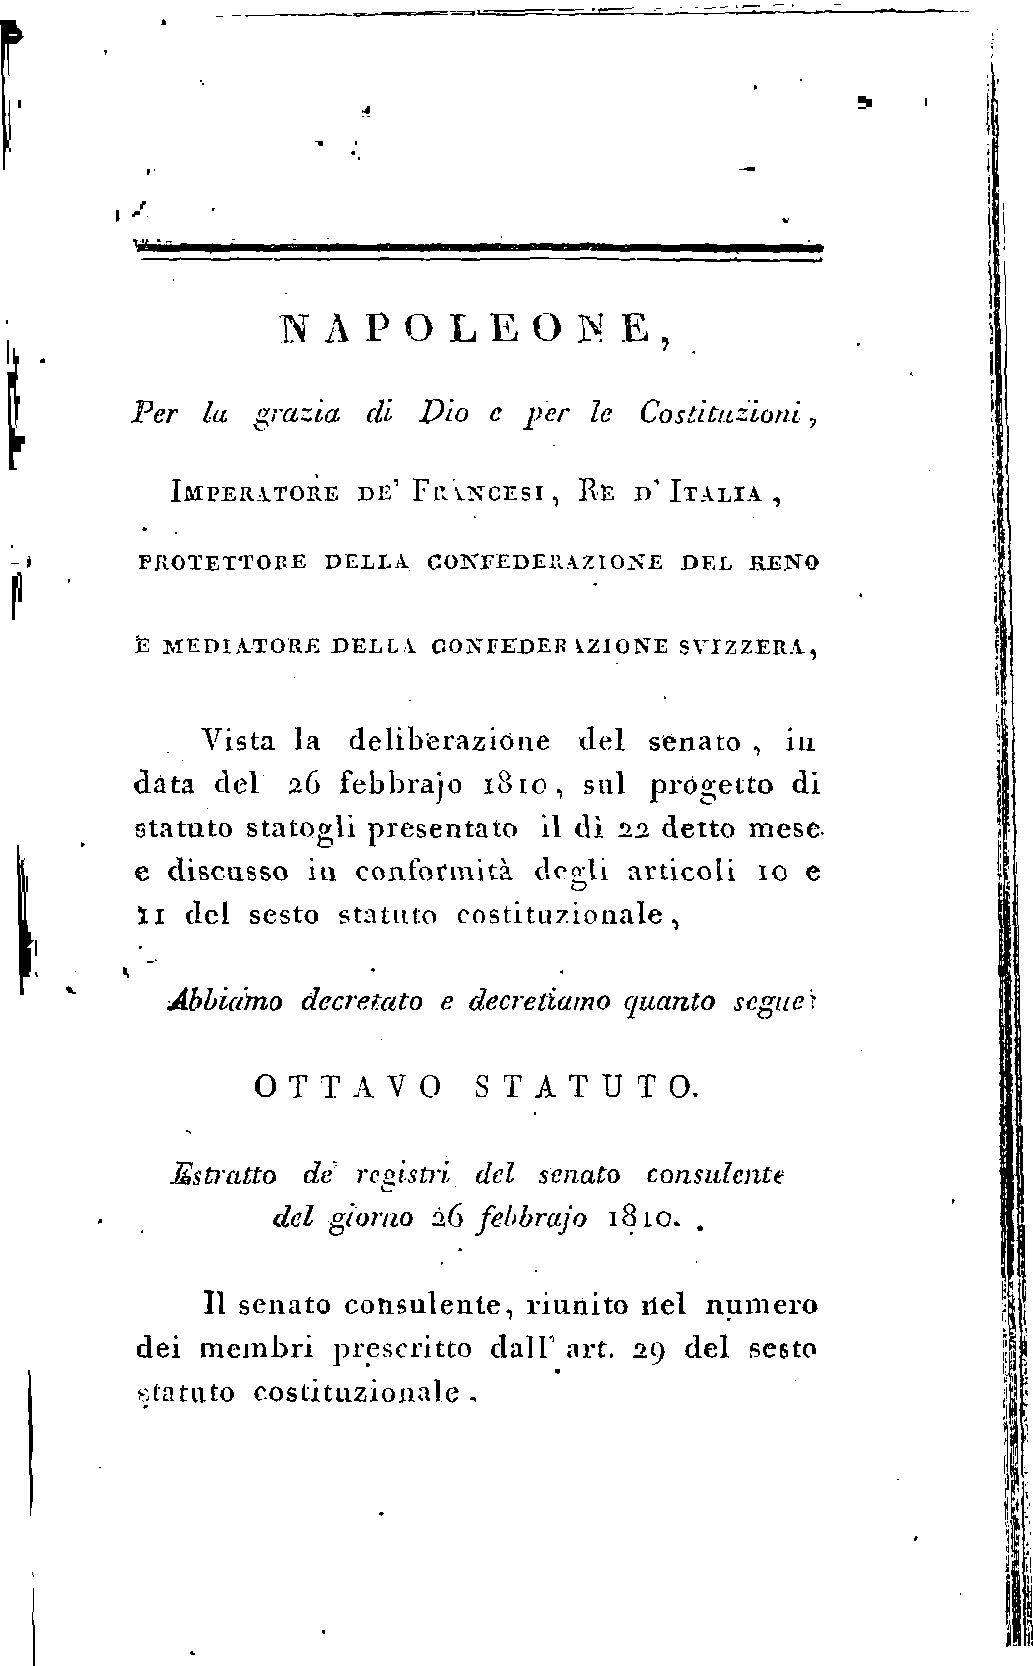 NAPOLEONE,
Per la grazia di Dio e per le Costituzioni,
IMPERATORE DE' FRANCESI, RE D' ITALIA,
PROTETTORE DELLA CONFEDERAZIONE DEL RENO
E MEDIATORE DELLA CONFEDERAZIONE SVIZZERA,
Vista la deliberazione del senato, in
data del 26 febbrajo 1810, sul progetto di
statuto statogli presentato il dì 22 detto mese
e discusso in conformità degli articoli 10 e
11 del sesto statuto costituzionale,
Abbiamo decretato e decretiamo quanto segue:
OTTAVO STATUTO.
Estratto de' registri del senato consulente
del giorno 26 febbrajo 1810.
Il senato consulente, riunito nel numero
dei membri prescritto dall' art. 29 del sesto
statuto costituzionale.